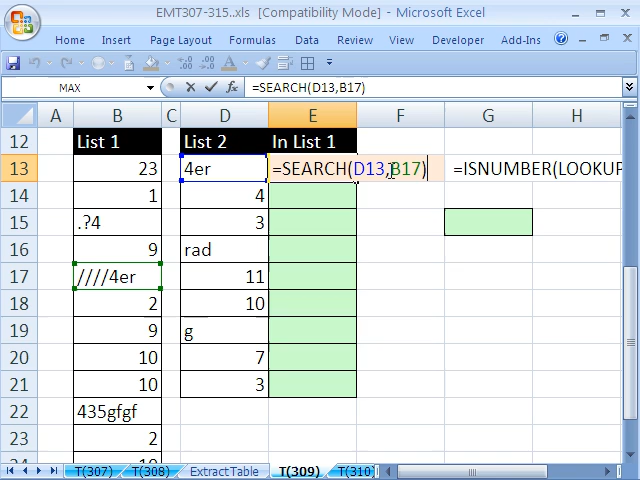 EMT307-315..xls [Compatibility Mode] - Microsoft Excel
Home Insert Page Layout Formulas Data Review View Developer Add-Ins
MAX =SEARCH(D13,B17)
A B C D E F G H
12 List 1 List 2 In List 1
13 23 4er =SEARCH(D13,B17) =ISNUMBER(LOOKUP
14 1 4
15 .?4 3
16 9 rad
17 ////4er 11
18 2 10
19 9 g
20 10 7
21 10 3
22 435gfgf
23 2
24 10
T(307) T(308) ExtractTable T(309) T(310)